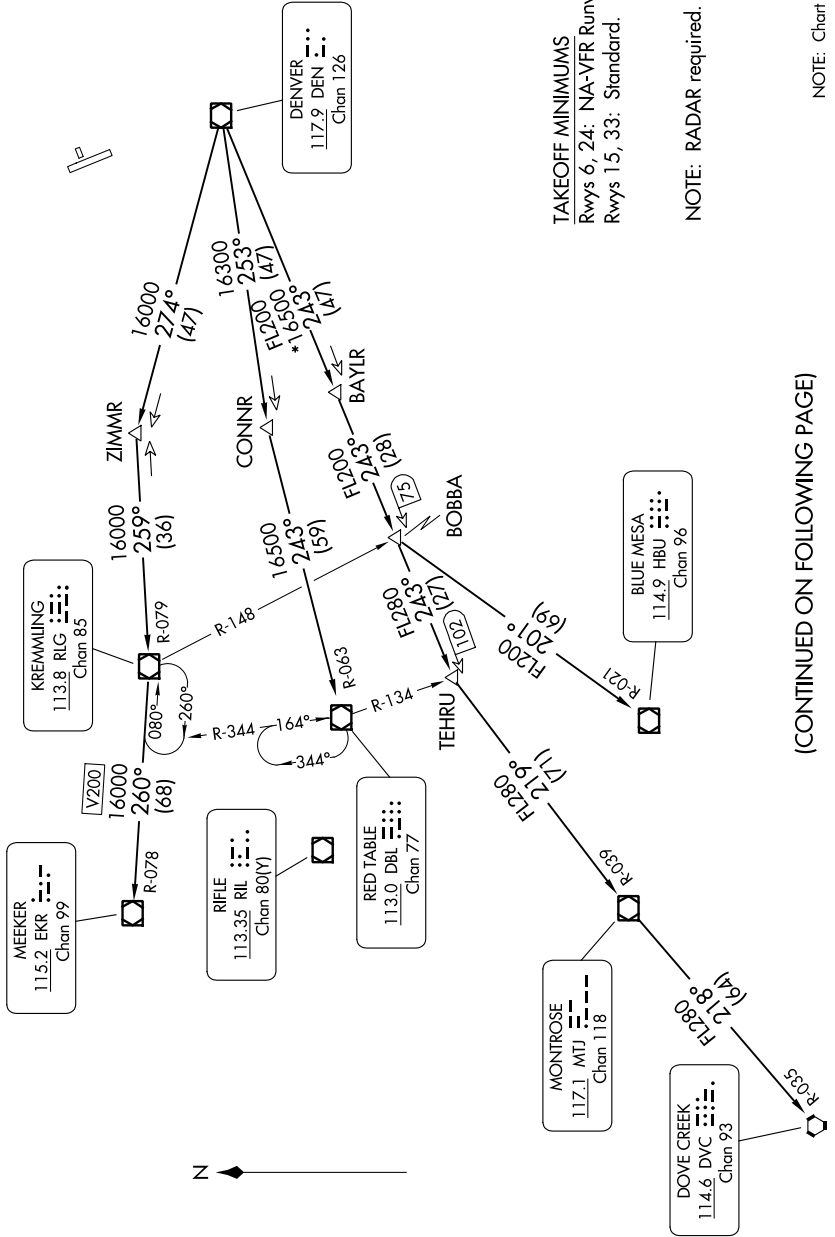 DENVER
117.9 DEN
Chan 126
16000
274°
(47)
16300
253°
(47)
FL200
*16500
243°
(47)
ZIMMR
CONNR
BAYLR
16000
259°
(36)
16500
243°
(59)
FL200
243°
(28)
75
BOBBA
KREMMLING
113.8 RLG
Chan 85
R-079
R-148
080°
260°
V200
16000
260°
(68)
R-078
MEEKER
115.2 EKR
Chan 99
R-344
164°
344°
R-063
R-134
RIFLE
113.35 RIL
Chan 80(Y)
RED TABLE
113.0 DBL
Chan 77
FL280
243°
(27)
102
TEHRU
FL200
201°
(69)
R-021
BLUE MESA
114.9 HBU
Chan 96
FL280
219°
(71)
R-039
MONTROSE
117.1 MTJ
Chan 118
FL280
218°
(64)
R-035
DOVE CREEK
114.6 DVC
Chan 93
N
TAKEOFF MINIMUMS
Rwys 6, 24: NA-VFR
Rwys 15, 33: Standard.
NOTE: RADAR required.
NOTE: Chart
(CONTINUED ON FOLLOWING PAGE)